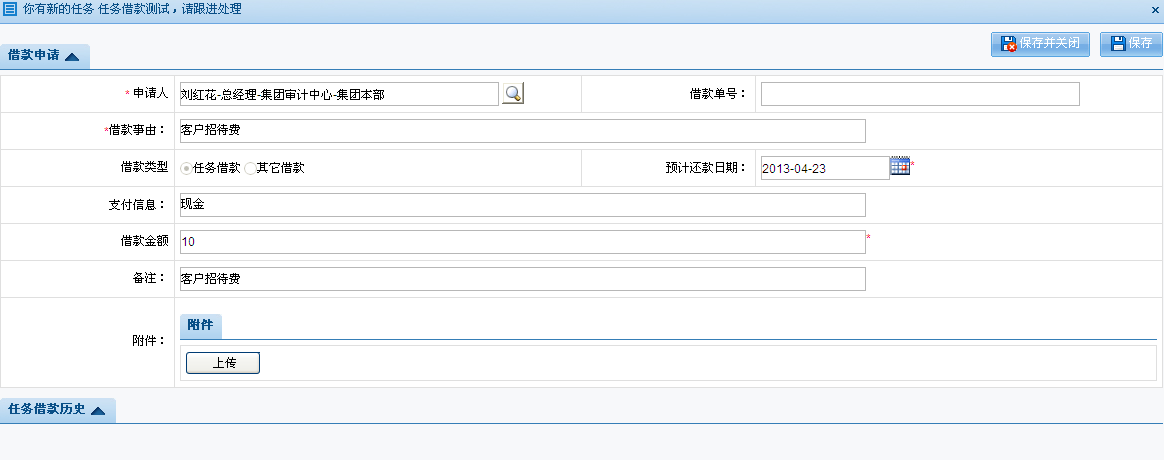 你有新的任务 任务借款测试，请跟进处理
保存并关闭 保存
借款申请
* 申请人 刘红花-总经理-集团审计中心-集团本部 借款单号：
*借款事由： 客户招待费
借款类型 任务借款 其它借款 预计还款日期： 2013-04-23 *
支付信息： 现金
借款金额 10 *
备注： 客户招待费
附件
附件：
上传
任务借款历史